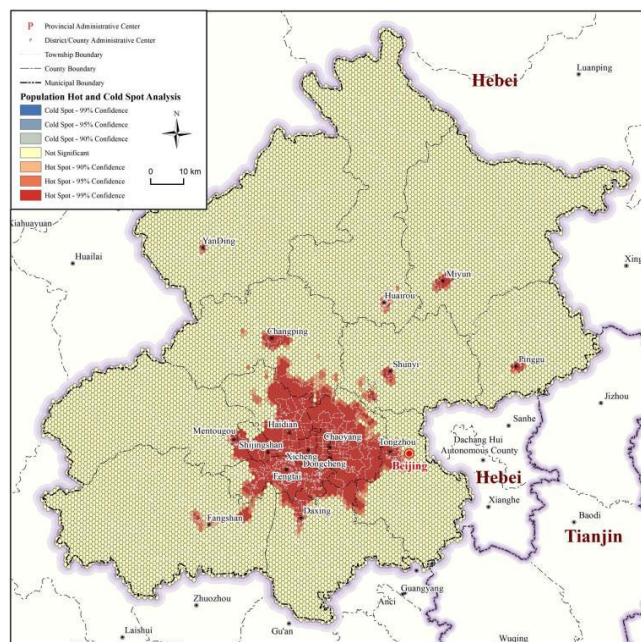 P Provincial Administrative Center
District/County Administrative Center
Township Boundary
County Boundary
Municipal Boundary
Population Hot and Cold Spot Analysis
Cold Spot - 99% Confidence
Cold Spot - 95% Confidence
Cold Spot - 90% Confidence
Not Significant
Hot Spot - 90% Confidence
Hot Spot - 95% Confidence
Hot Spot - 99% Confidence
N
0 10 km
Hebei
Luanping
Xiahuayuan
Huailai
YanDing
Xing
Miyun
Huairou
Changping
Shunyi
Pinggu
Jizhou
Sanhe
Mentougou
Haidian
Shijingshan
Chaoyang
Tongzhou
Xicheng
Dongcheng
Fengtai
Beijing
Dachang Hui
Autonomous County
Hebei
Xianghe
Fangshan
Daxing
Baodi
Tianjin
Guangyang
Anci
Zhuozhou
Gu'an
Laishui
Wuqing